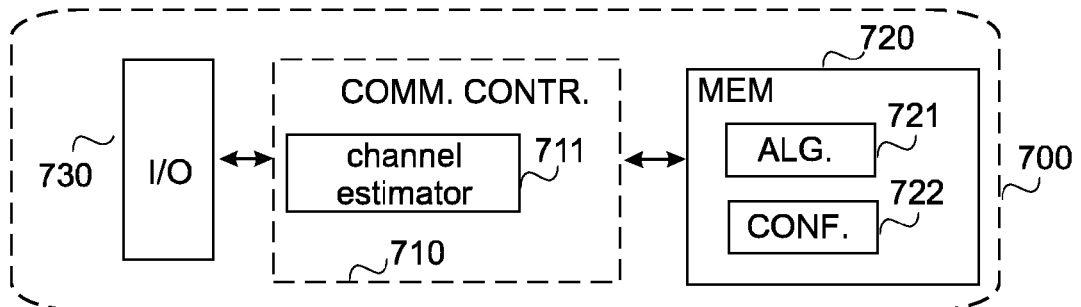 720
COMM. CONTR.
MEM
721
ALG.
730
I/O
channel
estimator
711
700
722
CONF.
710